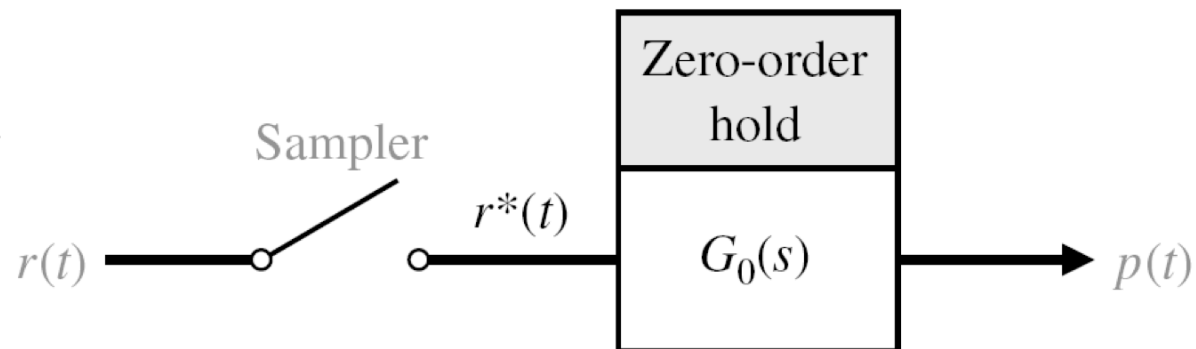 Zero-order
hold
Sampler
r*(t)
r(t)
G₀(s)
p(t)